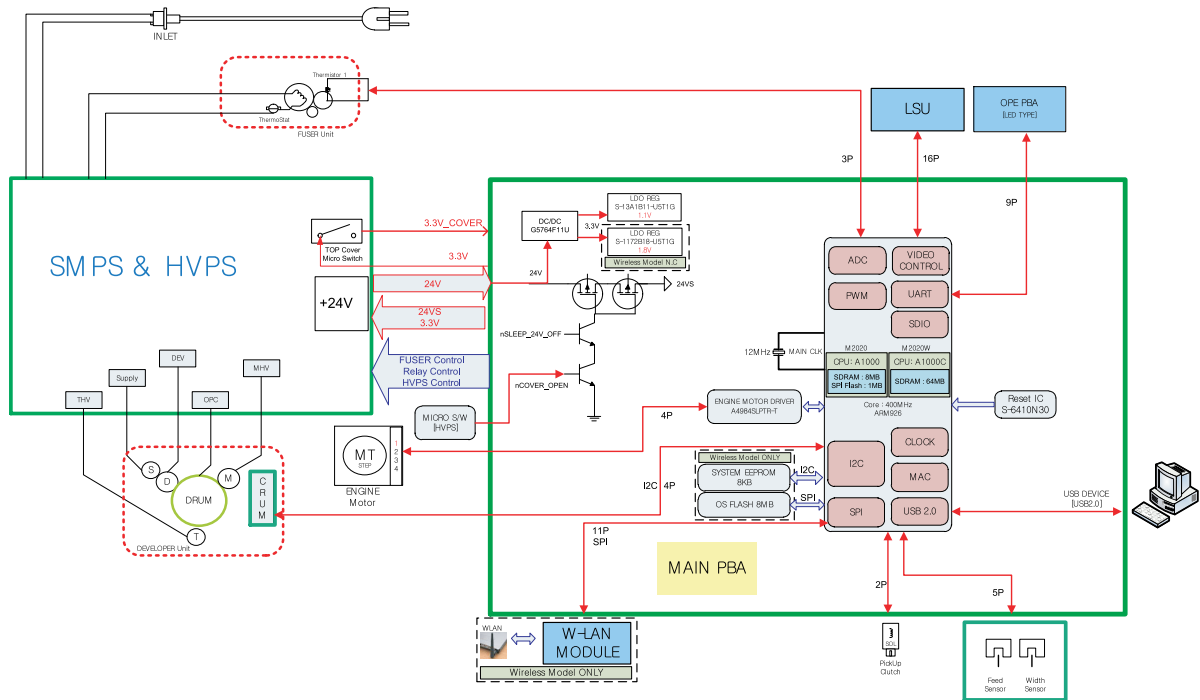 INLET
Thermistor 1
ThermoStat
FUSER Unit
LSU
OPE PBA
[LED TYPE]
3P
16P
9P
SMPS & HVPS
TOP Cover
Micro Switch
+24V
3.3V_COVER
3.3V
24V
24VS
3.3V
FUSER Control
Relay Control
HVPS Control
DC/DC
G5764F11U
3.3V
LDO REG
S-13A1B11-U5T1G
1.1V
LDO REG
S-1172B18-U5T1G
1.8V
Wireless Model N.C
24V
24VS
nSLEEP_24V_OFF
nCOVER_OPEN
MICRO S/W
[HVPS]
ADC
VIDEO
CONTROL
PWM
UART
SDIO
12MHz
MAIN CLK
M2020
M2020W
CPU: A1000
CPU: A1000C
SDRAM : 8MB
SPI Flash : 1MB
SDRAM : 64MB
Core : 400MHz
ARM926
Reset IC
S-6410N30
ENGINE MOTOR DRIVER
A4984SLPTR-T
4P
CLOCK
I2C
MAC
SPI
USB 2.0
Wireless Model ONLY
SYSTEM EEPROM
8KB
I2C
OS FLASH 8MB
SPI
I2C 4P
MT
STEP
1
2
3
4
ENGINE
Motor
THV
Supply
DEV
OPC
MHV
S
D
M
DRUM
T
C
R
U
M
DEVELOPER Unit
11P
SPI
MAIN PBA
USB DEVICE
[USB2.0]
2P
5P
WLAN
W-LAN
MODULE
Wireless Model ONLY
SOL
PickUp
Clutch
Feed
Sensor
Width
Sensor